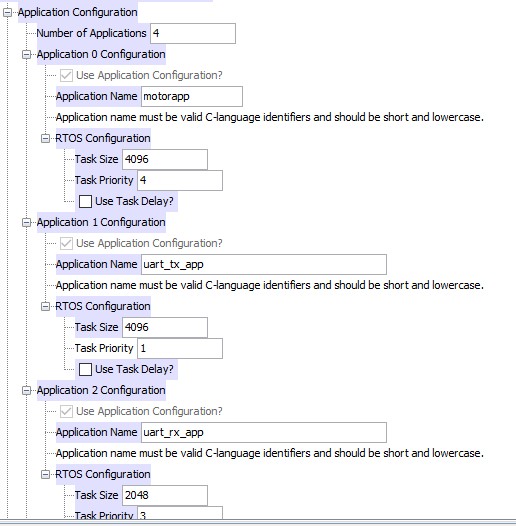 Application Configuration
Number of Applications 4
Application 0 Configuration
Use Application Configuration?
Application Name motorapp
Application name must be valid C-language identifiers and should be short and lowercase.
RTOS Configuration
Task Size 4096
Task Priority 4
Use Task Delay?
Application 1 Configuration
Use Application Configuration?
Application Name uart_tx_app
Application name must be valid C-language identifiers and should be short and lowercase.
RTOS Configuration
Task Size 4096
Task Priority 1
Use Task Delay?
Application 2 Configuration
Use Application Configuration?
Application Name uart_rx_app
Application name must be valid C-language identifiers and should be short and lowercase.
RTOS Configuration
Task Size 2048
Task Priority 3